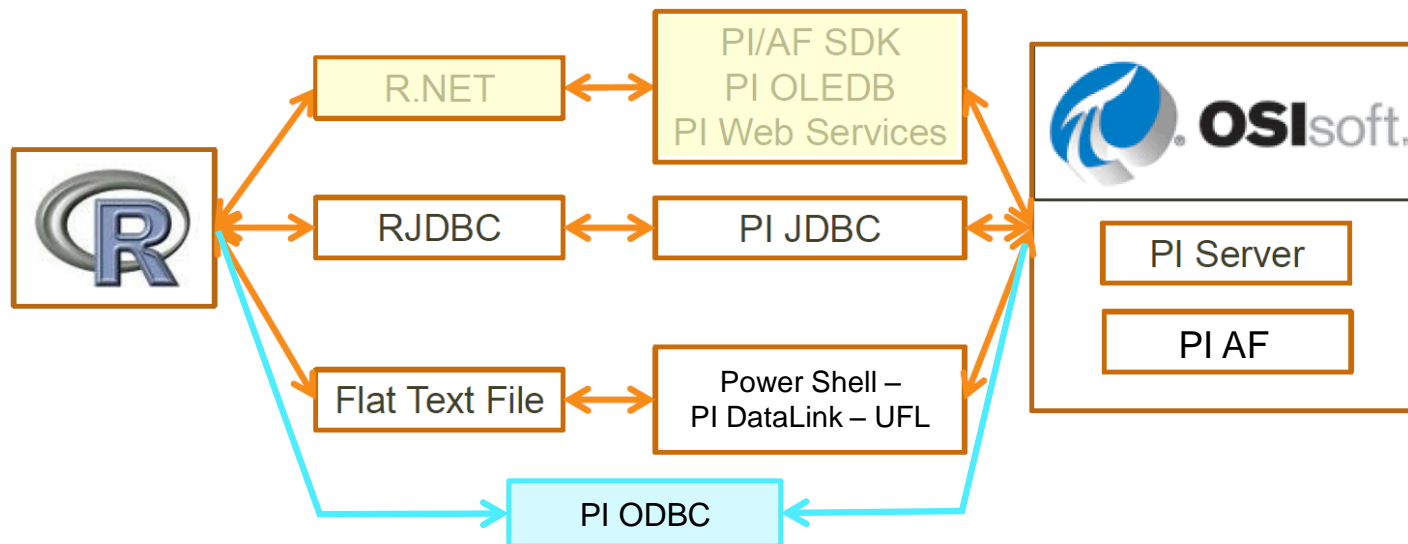 R
R.NET
PI/AF SDK
PI OLEDB
PI Web Services
RJDBC
PI JDBC
Flat Text File
Power Shell –
PI DataLink – UFL
PI ODBC
® OSIsoft.
PI Server
PI AF